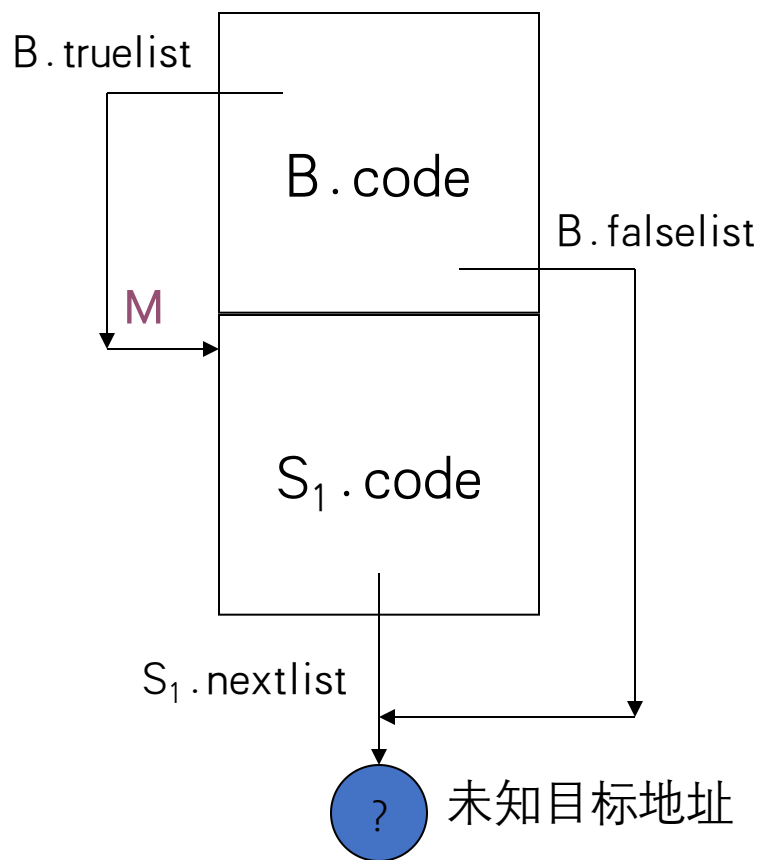 B.truelist
B.code
B.falselist
M
S₁.code
S₁.nextlist
? 未知目标地址